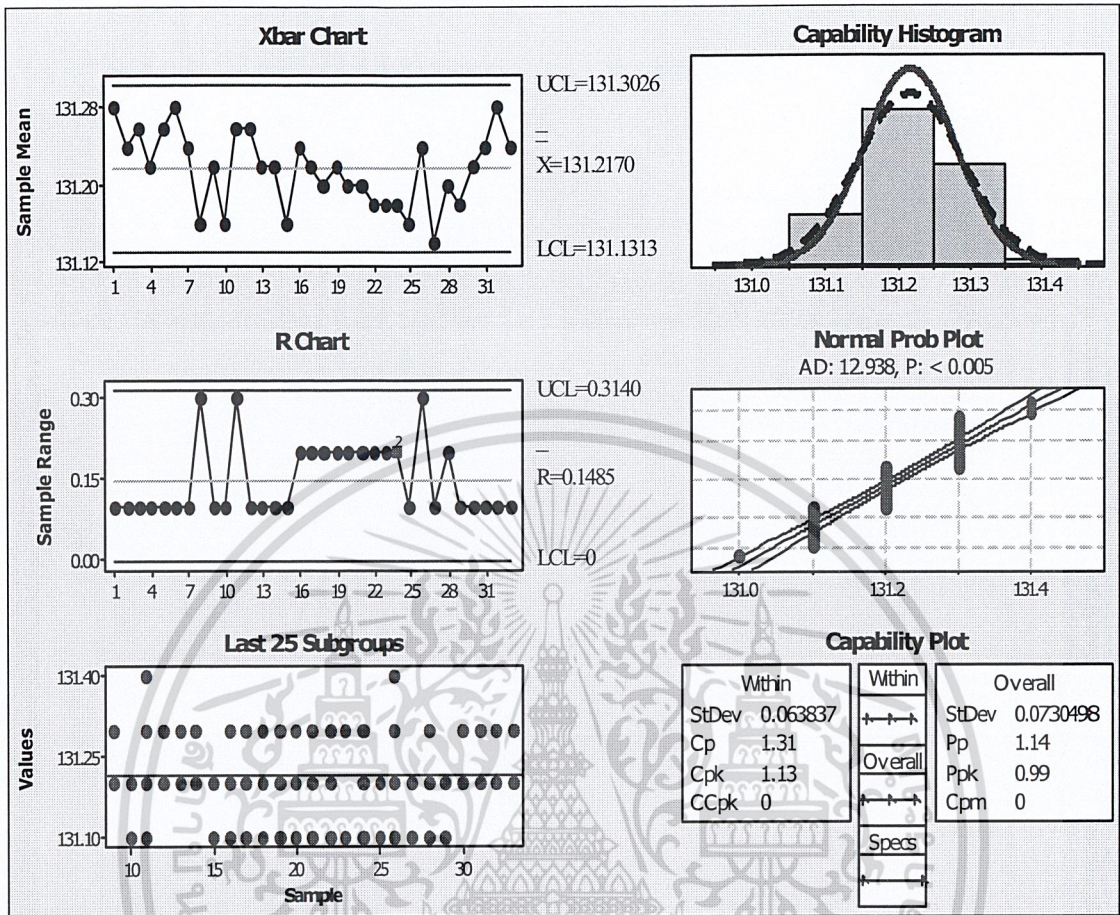 Xbar Chart
Sample Mean
131.28
131.20
131.12
1 4 7 10 13 16 19 22 25 28 31
UCL=131.3026
X=131.2170
LCL=131.1313
Capability Histogram
131.0 131.1 131.2 131.3 131.4
R Chart
Sample Range
0.30
0.15
0.00
2
1 4 7 10 13 16 19 22 25 28 31
UCL=0.3140
R=0.1485
LCL=0
Normal Prob Plot
AD: 12.938, P: < 0.005
131.0 131.2 131.4
Last 25 Subgroups
Values
131.40
131.25
131.10
10 15 20 25 30
Sample
Capability Plot
Within
StDev 0.063837
Cp 1.31
Cpk 1.13
CCpk 0
Within
Overall
Specs
Overall
StDev 0.0730498
Pp 1.14
Ppk 0.99
Cpm 0